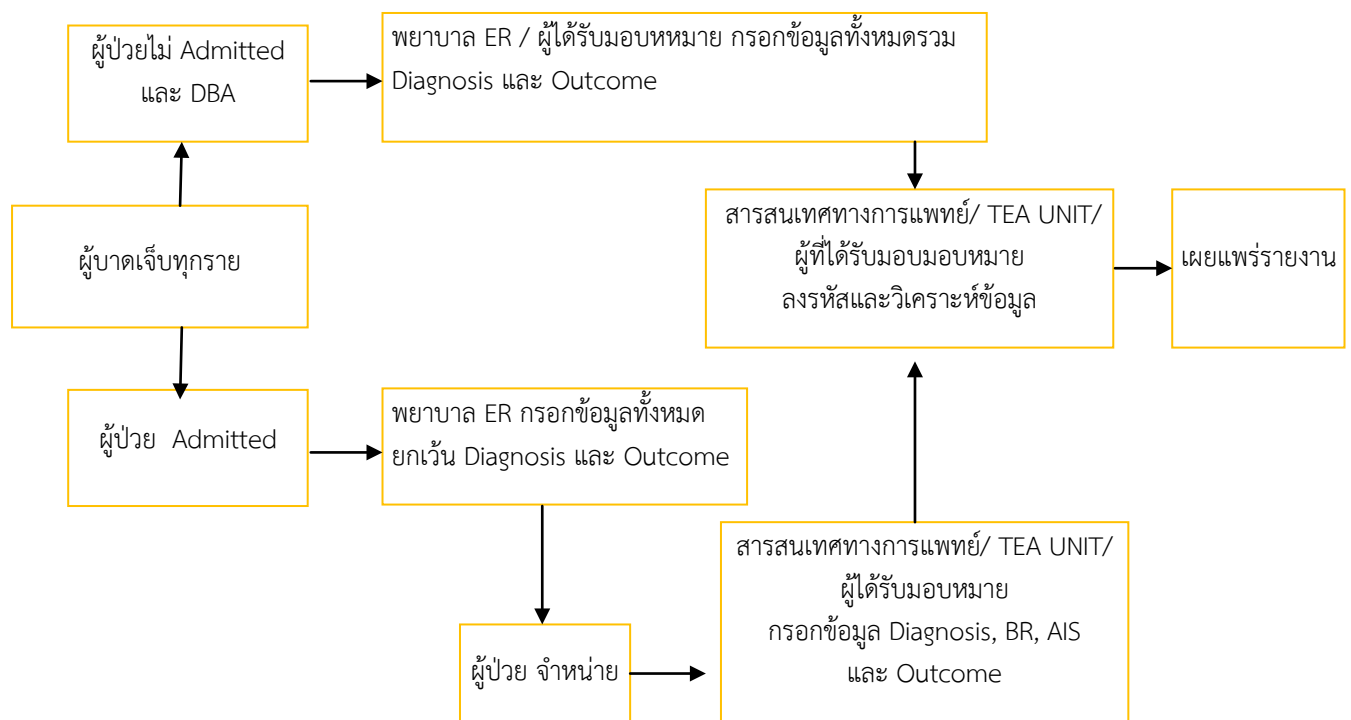 ผู้ป่วยไม่ Admitted
และ DBA
พยาบาล ER / ผู้ได้รับมอบหหมาย กรอกข้อมูลทั้งหมดรวม
Diagnosis และ Outcome
ผู้บาดเจ็บทุกราย
สารสนเทศทางการแพทย์/ TEA UNIT/
ผู้ที่ได้รับมอบมอบหมาย
ลงรหัสและวิเคราะห์ข้อมูล
เผยแพร่รายงาน
ผู้ป่วย Admitted
พยาบาล ER กรอกข้อมูลทั้งหมด
ยกเว้น Diagnosis และ Outcome
ผู้ป่วย จำหน่าย
สารสนเทศทางการแพทย์/ TEA UNIT/
ผู้ได้รับมอบหมาย
กรอกข้อมูล Diagnosis, BR, AIS
และ Outcome